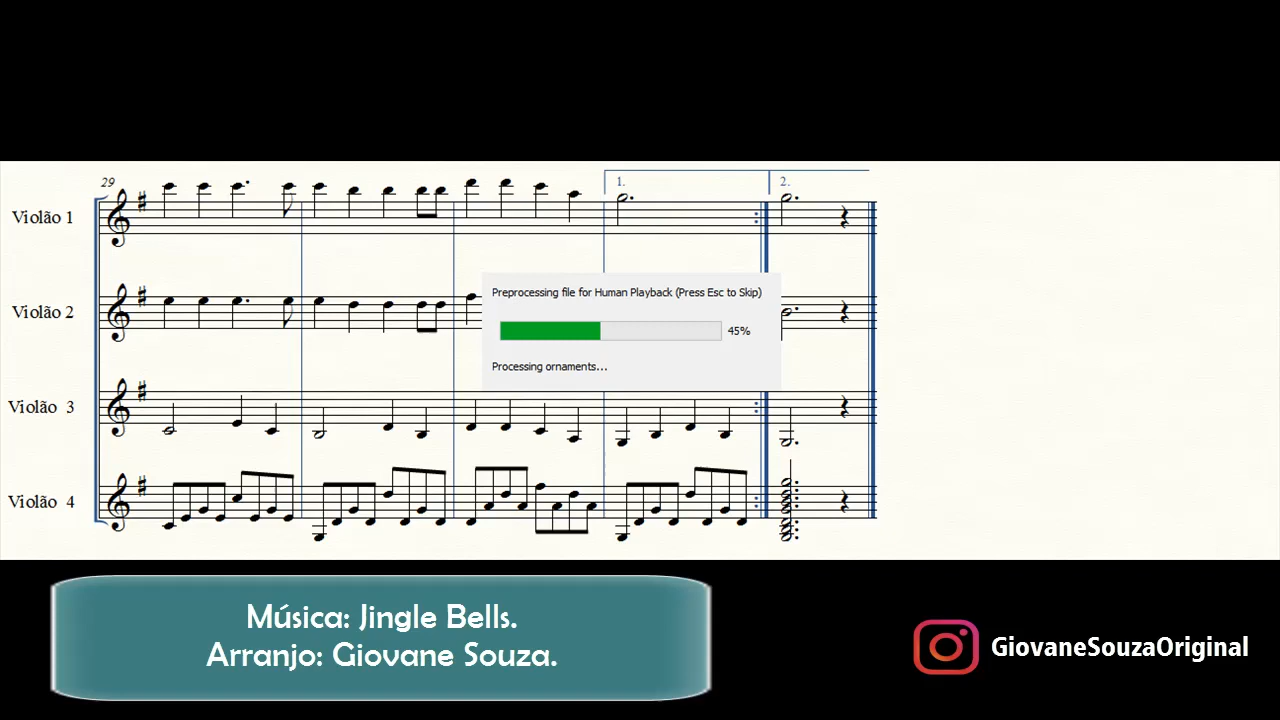 29
1.
2.
Violão 1
Preprocessing file for Human Playback (Press Esc to Skip)
Violão 2
45%
Processing ornaments...
Violão 3
Violão 4
Música: Jingle Bells.
Arranjo: Giovane Souza.
GiovaneSouzaOriginal